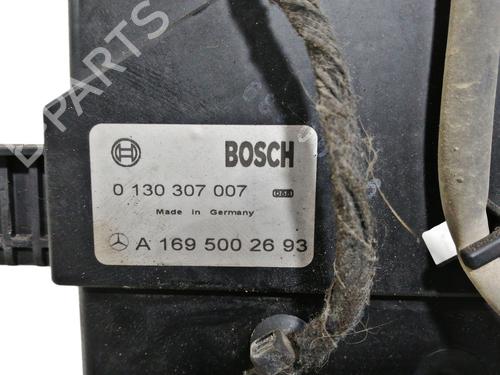 BOSCH
0 130 307 007
Made in Germany
A 169 500 26 93
B-PARTS